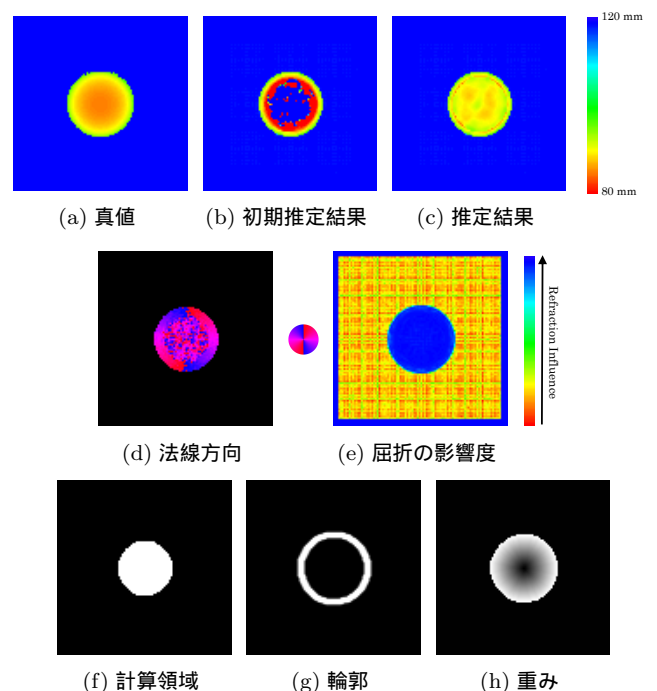 120 mm
80 mm
(a) 真値
(b) 初期推定結果
(c) 推定結果
Refraction Influence
(d) 法線方向
(e) 屈折の影響度
(f) 計算領域
(g) 輪郭
(h) 重み